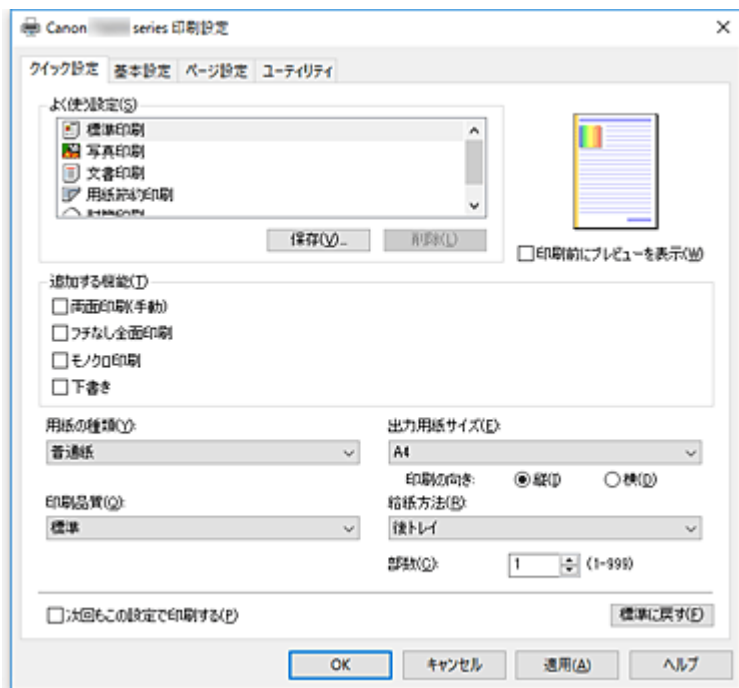 Canon series 印刷設定
クイック設定 基本設定 ページ設定 ユーティリティ
よく使う設定(S)
標準印刷
写真印刷
文書印刷
用紙節約印刷
保存(V)...
削除(L)
印刷前にプレビューを表示(W)
追加する機能(T)
両面印刷(手動)
フチなし全面印刷
モノクロ印刷
下書き
用紙の種類(Y):
普通紙
出力用紙サイズ(E):
A4
印刷の向き: 縦(I) 横(D)
印刷品質(Q):
標準
給紙方法(R):
後トレイ
部数(C): 1 (1-999)
次回もこの設定で印刷する(P)
標準に戻す(F)
OK キャンセル 適用(A) ヘルプ